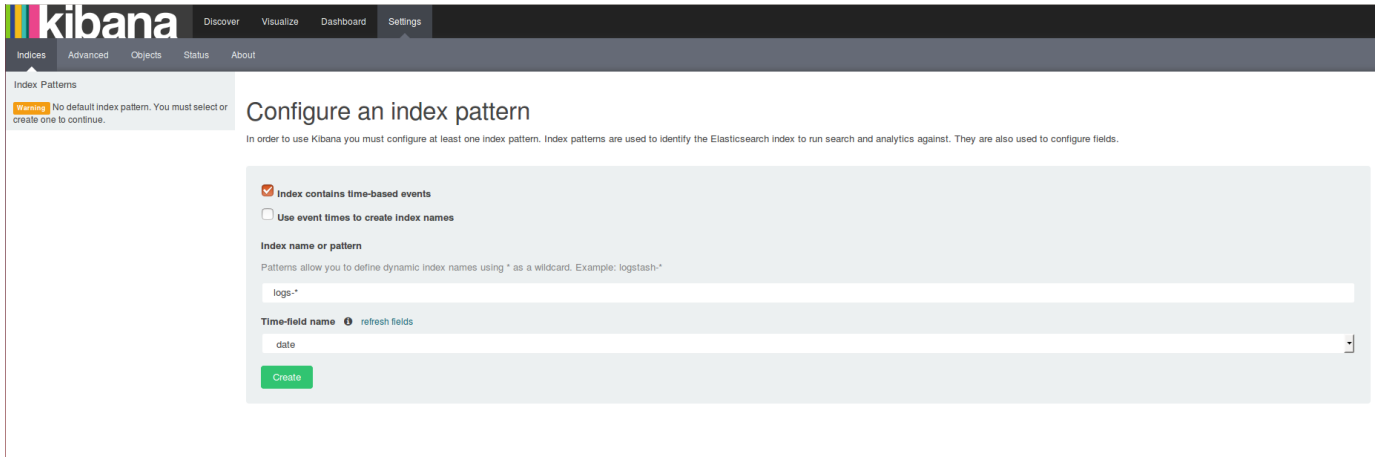 kibana Discover Visualize Dashboard Settings
Indices Advanced Objects Status About
Index Patterns
Warning No default index pattern. You must select or
create one to continue.
Configure an index pattern
In order to use Kibana you must configure at least one index pattern. Index patterns are used to identify the Elasticsearch index to run search and analytics against. They are also used to configure fields.
Index contains time-based events
Use event times to create index names
Index name or pattern
Patterns allow you to define dynamic index names using * as a wildcard. Example: logstash-*
logs-*
Time-field name refresh fields
date
Create